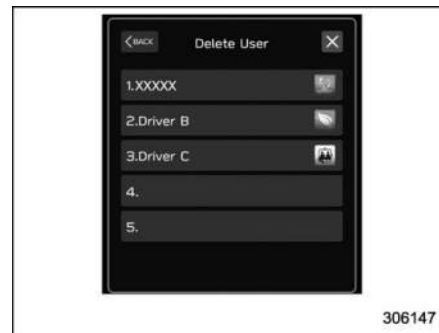 BACK
Delete User
1.XXXXX
2.Driver B
3.Driver C
4.
5.
306147